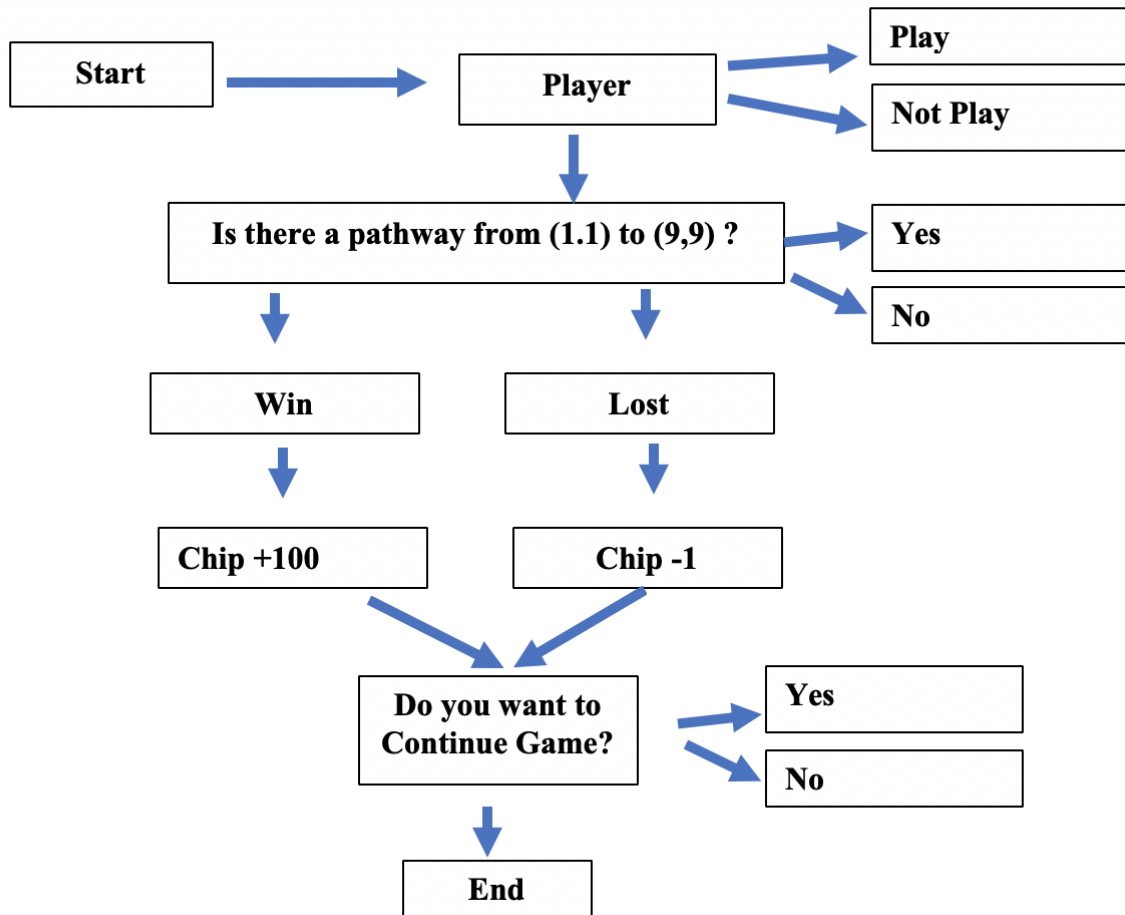 Start
Player
Play
Not Play
Is there a pathway from (1.1) to (9,9) ?
Yes
No
Win
Lost
Chip +100
Chip -1
Do you want to
Continue Game?
Yes
No
End